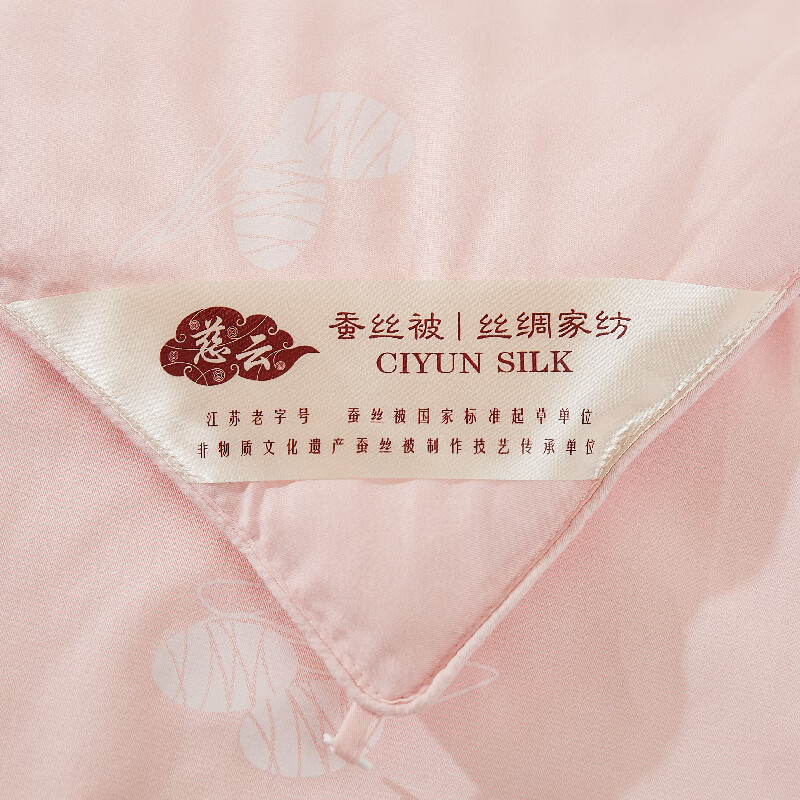 慈云
蚕丝被|丝绸家纺
CIYUN SILK
江苏老字号 蚕丝被国家标准起草单位
非物质文化遗产蚕丝被制作技艺传承单位